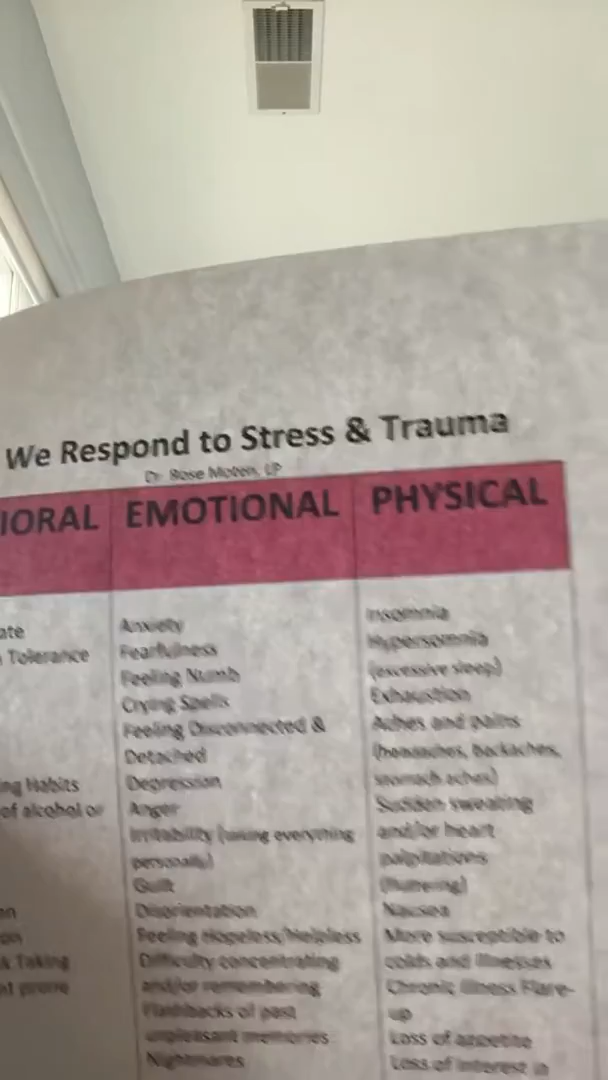 We Respond to Stress & Trauma
Dr. Rose Moten, LP
IORAL EMOTIONAL PHYSICAL
ate
Tolerance
ing Habits
of alcohol or
on
k Taking
nt prone
Anxiety
Fearfulness
Feeling Numb
Crying Spells
Feeling Disconnected &
Detached
Depression
Anger
Irritability (taking everything
personally)
Guilt
Disorientation
Feeling Hopeless/Helpless
Difficulty concentrating
and/or remembering
Flashbacks of past
unpleasant memories
Nightmares
Insomnia
Hypersomnia
(excessive sleep)
Exhaustion
Aches and pains
(headaches, backaches,
stomach aches)
Sudden sweating
and/or heart
palpitations
(fluttering)
Nausea
More susceptible to
colds and illnesses
Chronic illness Flare-
up
Loss of appetite
Loss of interest in